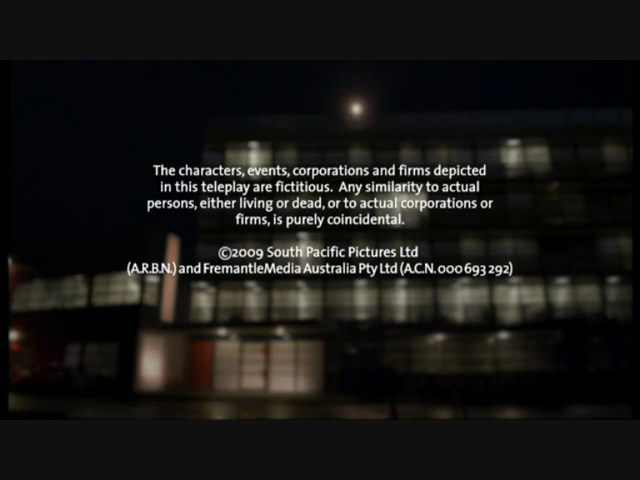 The characters, events, corporations and firms depicted
in this teleplay are fictitious. Any similarity to actual
persons, either living or dead, or to actual corporations or
firms, is purely coincidental.
©2009 South Pacific Pictures Ltd
(A.R.B.N.) and FremantleMedia Australia Pty Ltd (A.C.N. 000 693 292)